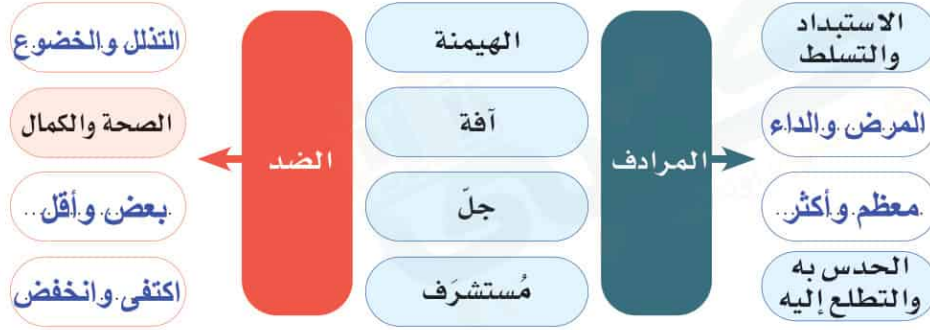 الاستبداد
والتسلط
الهيمنة
التذلل والخضوع
المرض والداء
آفة
الصحة والكمال
المرادف
الضد
معظم وأكثر..
جلّ
بعض وأقل..
الحدس به
والتطلع إليه
مُستشرَف
اكتفى وانخفض